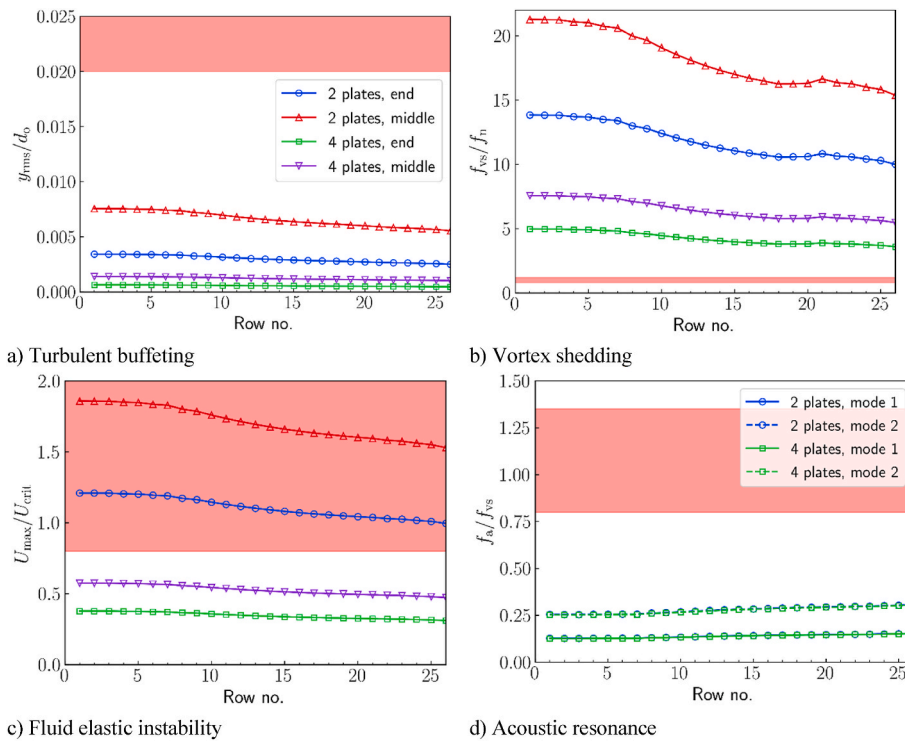 0.025
0.020
0.015
0.010
0.005
0.000
y_rms/d_o
2 plates, end
2 plates, middle
4 plates, end
4 plates, middle
0 5 10 15 20 25
Row no.
a) Turbulent buffeting
20
15
10
5
0
f_vs/f_n
0 5 10 15 20 25
Row no.
b) Vortex shedding
2.0
1.5
1.0
0.5
0.0
U_max/U_crit
0 5 10 15 20 25
Row no.
c) Fluid elastic instability
1.50
1.25
1.00
0.75
0.50
0.25
0.00
f_a/f_vs
2 plates, mode 1
2 plates, mode 2
4 plates, mode 1
4 plates, mode 2
0 5 10 15 20 25
Row no.
d) Acoustic resonance